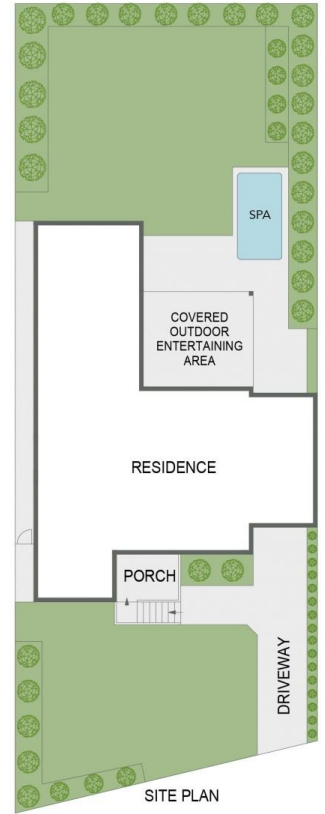 SPA
COVERED
OUTDOOR
ENTERTAINING
AREA
RESIDENCE
PORCH
DRIVEWAY
SITE PLAN